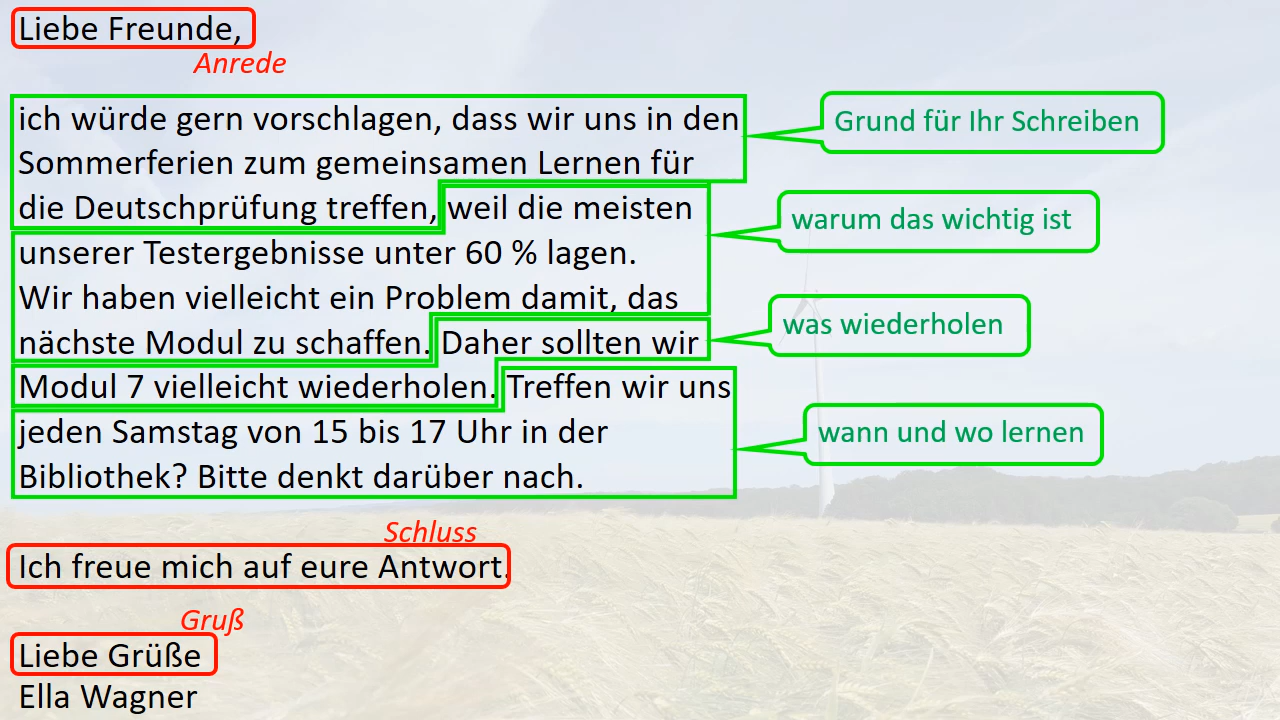 Liebe Freunde,
Anrede
ich würde gern vorschlagen, dass wir uns in den
Sommerferien zum gemeinsamen Lernen für
die Deutschprüfung treffen, weil die meisten
unserer Testergebnisse unter 60 % lagen.
Wir haben vielleicht ein Problem damit, das
nächste Modul zu schaffen. Daher sollten wir
Modul 7 vielleicht wiederholen. Treffen wir uns
jeden Samstag von 15 bis 17 Uhr in der
Bibliothek? Bitte denkt darüber nach.
Grund für Ihr Schreiben
warum das wichtig ist
was wiederholen
wann und wo lernen
Schluss
Ich freue mich auf eure Antwort.
Gruß
Liebe Grüße
Ella Wagner